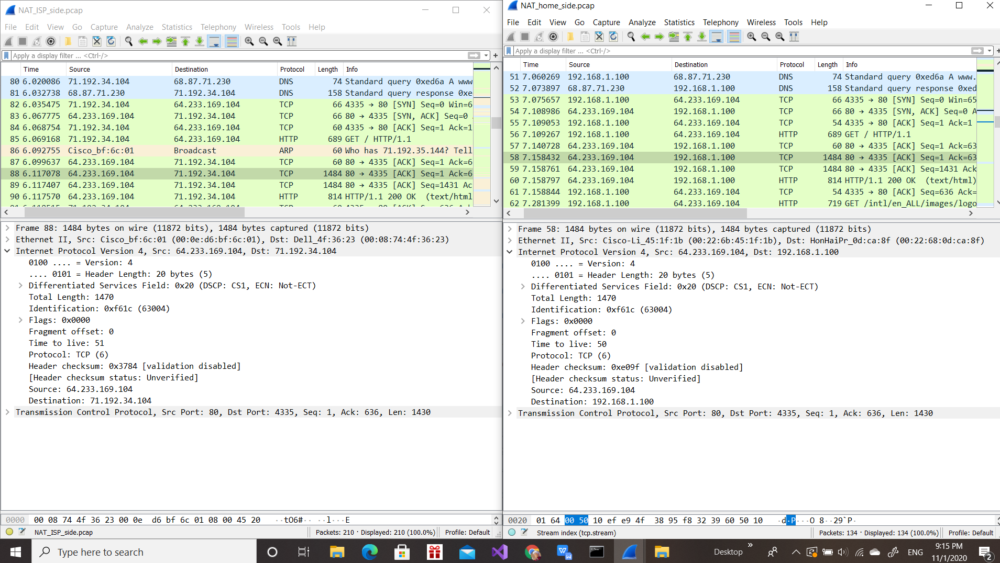 NAT_ISP_side.pcap
File Edit View Go Capture Analyze Statistics Telephony Wireless Tools Help
Apply a display filter ... <Ctrl-/>
Time Source Destination Protocol Length Info
80 6.020086 71.192.34.104 68.87.71.230 DNS 74 Standard query 0xed6a A www
81 6.032738 68.87.71.230 71.192.34.104 DNS 158 Standard query response 0xe
82 6.035475 71.192.34.104 64.233.169.104 TCP 66 4335 → 80 [SYN] Seq=0 Win=6
83 6.067775 64.233.169.104 71.192.34.104 TCP 66 80 → 4335 [SYN, ACK] Seq=0
84 6.068754 71.192.34.104 64.233.169.104 TCP 60 4335 → 80 [ACK] Seq=1 Ack=1
85 6.069168 71.192.34.104 64.233.169.104 HTTP 689 GET / HTTP/1.1
86 6.092755 Cisco_bf:6c:01 Broadcast ARP 60 Who has 71.192.35.144? Tell
87 6.099637 64.233.169.104 71.192.34.104 TCP 60 80 → 4335 [ACK] Seq=1 Ack=6
88 6.117078 64.233.169.104 71.192.34.104 TCP 1484 80 → 4335 [ACK] Seq=1 Ack=6
89 6.117407 64.233.169.104 71.192.34.104 TCP 1484 80 → 4335 [ACK] Seq=1431 Ac
90 6.117570 64.233.169.104 71.192.34.104 HTTP 814 HTTP/1.1 200 OK (text/html
Frame 88: 1484 bytes on wire (11872 bits), 1484 bytes captured (11872 bits)
Ethernet II, Src: Cisco_bf:6c:01 (00:0e:d6:bf:6c:01), Dst: Dell_4f:36:23 (00:08:74:4f:36:23)
Internet Protocol Version 4, Src: 64.233.169.104, Dst: 71.192.34.104
0100 .... = Version: 4
.... 0101 = Header Length: 20 bytes (5)
Differentiated Services Field: 0x20 (DSCP: CS1, ECN: Not-ECT)
Total Length: 1470
Identification: 0xf61c (63004)
Flags: 0x0000
Fragment offset: 0
Time to live: 51
Protocol: TCP (6)
Header checksum: 0x3784 [validation disabled]
[Header checksum status: Unverified]
Source: 64.233.169.104
Destination: 71.192.34.104
Transmission Control Protocol, Src Port: 80, Dst Port: 4335, Seq: 1, Ack: 636, Len: 1430
0000 00 08 74 4f 36 23 00 0e d6 bf 6c 01 08 00 45 20 ··tO6#·· ··l···E
NAT_ISP_side.pcap Packets: 210 · Displayed: 210 (100.0%) Profile: Default
NAT_home_side.pcap
File Edit View Go Capture Analyze Statistics Telephony Wireless Tools Help
Apply a display filter ... <Ctrl-/>
Time Source Destination Protocol Length Info
51 7.060269 192.168.1.100 68.87.71.230 DNS 74 Standard query 0xed6a A www.
52 7.073897 68.87.71.230 192.168.1.100 DNS 158 Standard query response 0xed
53 7.075657 192.168.1.100 64.233.169.104 TCP 66 4335 → 80 [SYN] Seq=0 Win=65
54 7.108986 64.233.169.104 192.168.1.100 TCP 66 80 → 4335 [SYN, ACK] Seq=0 A
55 7.109053 192.168.1.100 64.233.169.104 TCP 54 4335 → 80 [ACK] Seq=1 Ack=1
56 7.109267 192.168.1.100 64.233.169.104 HTTP 689 GET / HTTP/1.1
57 7.140728 64.233.169.104 192.168.1.100 TCP 60 80 → 4335 [ACK] Seq=1 Ack=63
58 7.158432 64.233.169.104 192.168.1.100 TCP 1484 80 → 4335 [ACK] Seq=1 Ack=63
59 7.158761 64.233.169.104 192.168.1.100 TCP 1484 80 → 4335 [ACK] Seq=1431 Ack
60 7.158797 64.233.169.104 192.168.1.100 HTTP 814 HTTP/1.1 200 OK (text/html)
61 7.158844 192.168.1.100 64.233.169.104 TCP 54 4335 → 80 [ACK] Seq=636 Ack=
62 7.281399 192.168.1.100 64.233.169.104 HTTP 719 GET /intl/en_ALL/images/logo
Frame 58: 1484 bytes on wire (11872 bits), 1484 bytes captured (11872 bits)
Ethernet II, Src: Cisco-Li_45:1f:1b (00:22:6b:45:1f:1b), Dst: HonHaiPr_0d:ca:8f (00:22:68:0d:ca:8f)
Internet Protocol Version 4, Src: 64.233.169.104, Dst: 192.168.1.100
0100 .... = Version: 4
.... 0101 = Header Length: 20 bytes (5)
Differentiated Services Field: 0x20 (DSCP: CS1, ECN: Not-ECT)
Total Length: 1470
Identification: 0xf61c (63004)
Flags: 0x0000
Fragment offset: 0
Time to live: 50
Protocol: TCP (6)
Header checksum: 0xe09f [validation disabled]
[Header checksum status: Unverified]
Source: 64.233.169.104
Destination: 192.168.1.100
Transmission Control Protocol, Src Port: 80, Dst Port: 4335, Seq: 1, Ack: 636, Len: 1430
0020 01 64 00 50 10 ef e9 4f 38 95 f8 32 39 60 50 10 ·d·P···O 8··29`P·
Stream index (tcp.stream) Packets: 134 · Displayed: 134 (100.0%) Profile: Default
Type here to search Desktop » ENG 9:15 PM
11/1/2020 2